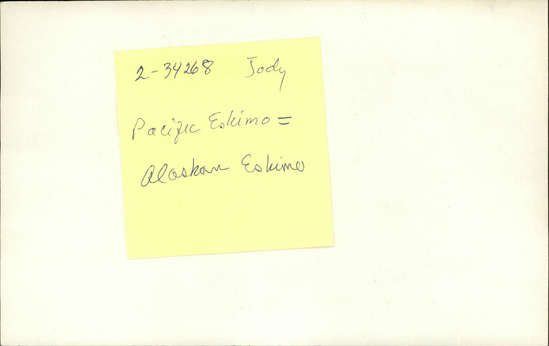 2-34268 Jody
Pacific Eskimo =
Alaskan Eskimo